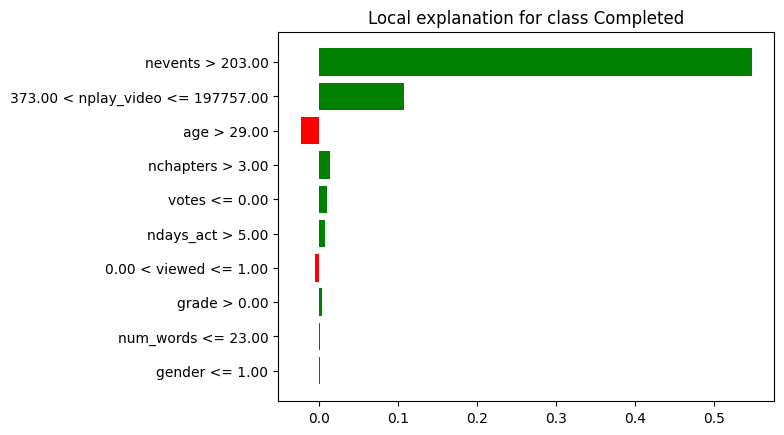 Local explanation for class Completed
nevents > 203.00
373.00 < nplay_video <= 197757.00
age > 29.00
nchapters > 3.00
votes <= 0.00
ndays_act > 5.00
0.00 < viewed <= 1.00
grade > 0.00
num_words <= 23.00
gender <= 1.00
0.0 0.1 0.2 0.3 0.4 0.5